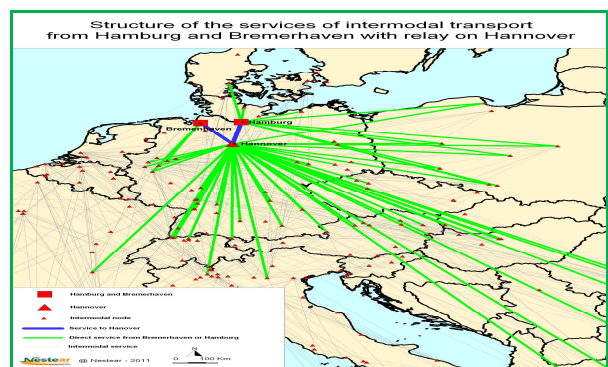 Structure of the services of intermodal transport
from Hamburg and Bremerhaven with relay on Hannover
Hamburg
Bremerhaven
Hannover
Hamburg and Bremerhaven
Hannover
Intermodal node
Service to Hanover
Direct service from Bremerhaven or Hamburg
Intermodal service
Nestear
@ Nestear - 2011
N
0 100 Km